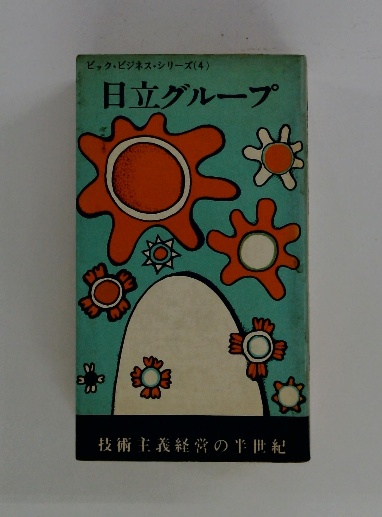 ビック・ビジネス・シリーズ(4)
日立グループ
技術主義経営の半世紀